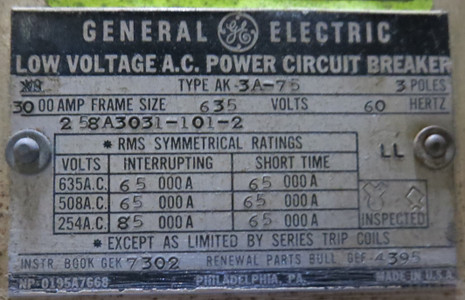 GENERAL GE ELECTRIC
LOW VOLTAGE A.C. POWER CIRCUIT BREAKER
TYPE AK-3A-75 3 POLES
3000 AMP FRAME SIZE 635 VOLTS 60 HERTZ
258A3031-101-2
* RMS SYMMETRICAL RATINGS
LL
VOLTS INTERRUPTING SHORT TIME
635A.C. 65 000A 65 000A
508A.C. 65 000A 65 000A
254A.C. 85 000A 65 000A
INSPECTED
* EXCEPT AS LIMITED BY SERIES TRIP COILS
INSTR. BOOK GEK 7302 RENEWAL PARTS BULL GEF-4395
NP-0195A7668 PHILADELPHIA, PA. MADE IN U.S.A.